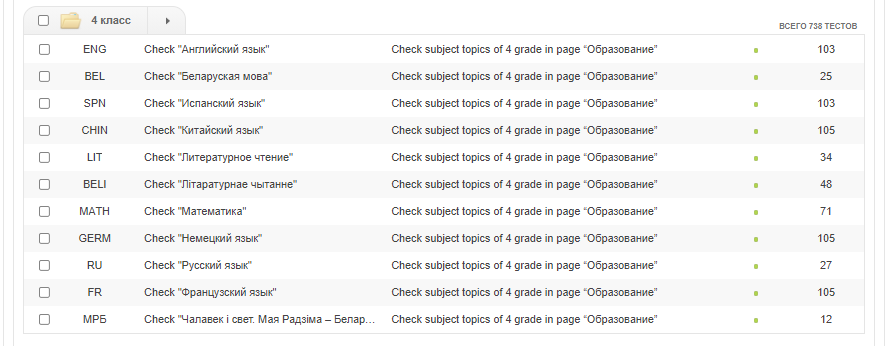 4 класс
ВСЕГО 738 ТЕСТОВ
ENG Check "Английский язык" Check subject topics of 4 grade in page “Образование” 103
BEL Check "Беларуская мова" Check subject topics of 4 grade in page “Образование” 25
SPN Check "Испанский язык" Check subject topics of 4 grade in page “Образование” 103
CHIN Check "Китайский язык" Check subject topics of 4 grade in page “Образование” 105
LIT Check "Литературное чтение" Check subject topics of 4 grade in page “Образование” 34
BELI Check "Літаратурнае чытанне" Check subject topics of 4 grade in page “Образование” 48
MATH Check "Математика" Check subject topics of 4 grade in page “Образование” 71
GERM Check "Немецкий язык" Check subject topics of 4 grade in page “Образование” 105
RU Check "Русский язык" Check subject topics of 4 grade in page “Образование” 27
FR Check "Французский язык" Check subject topics of 4 grade in page “Образование” 105
МРБ Check "Чалавек і свет. Мая Радзіма – Белар... Check subject topics of 4 grade in page “Образование” 12